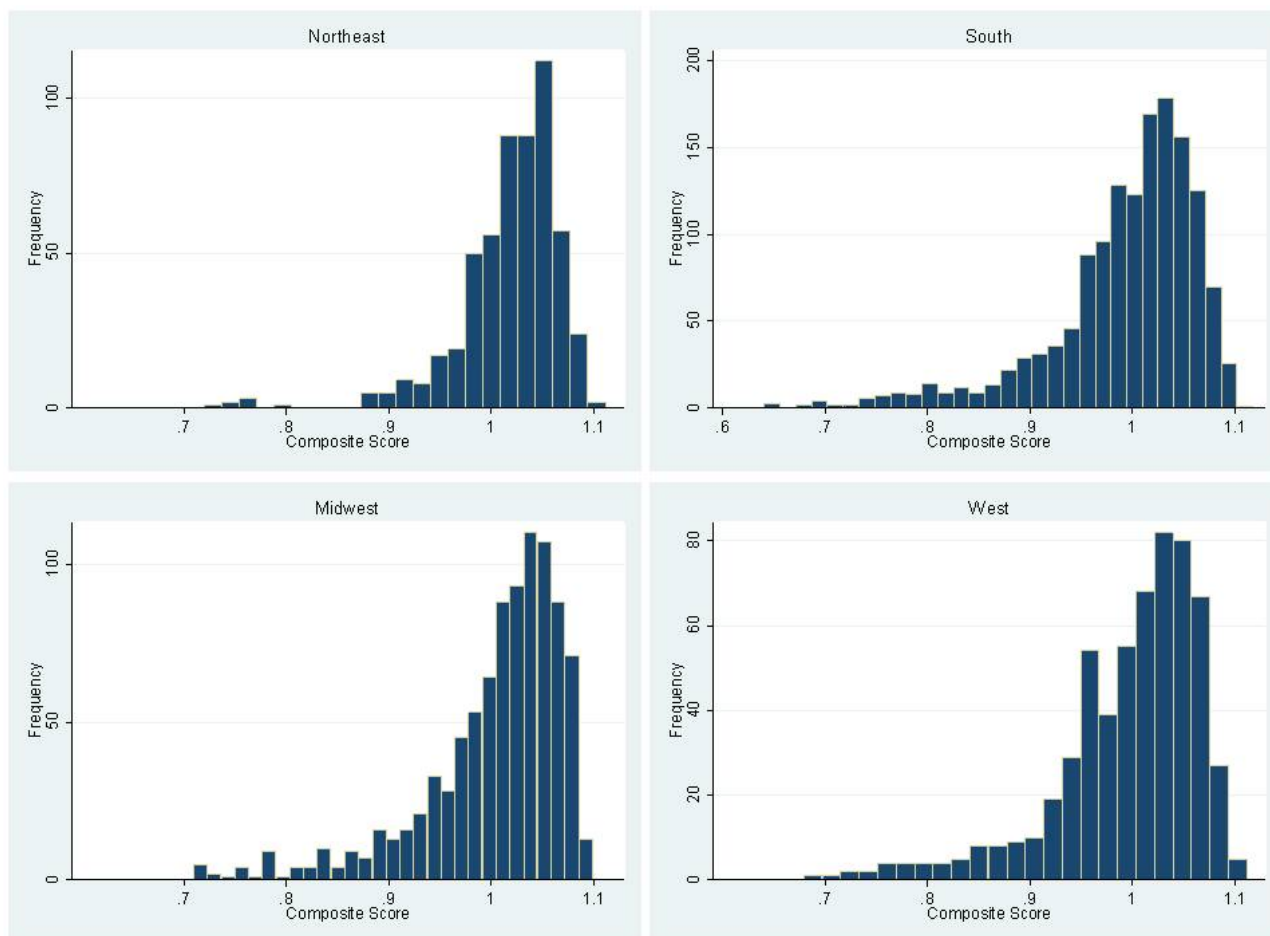 Northeast
100
50
0
Frequency
.7 .8 .9 1 1.1
Composite Score
South
200
150
100
50
0
Frequency
.6 .7 .8 .9 1 1.1
Composite Score
Midwest
100
50
0
Frequency
.7 .8 .9 1 1.1
Composite Score
West
80
60
40
20
0
Frequency
.7 .8 .9 1 1.1
Composite Score